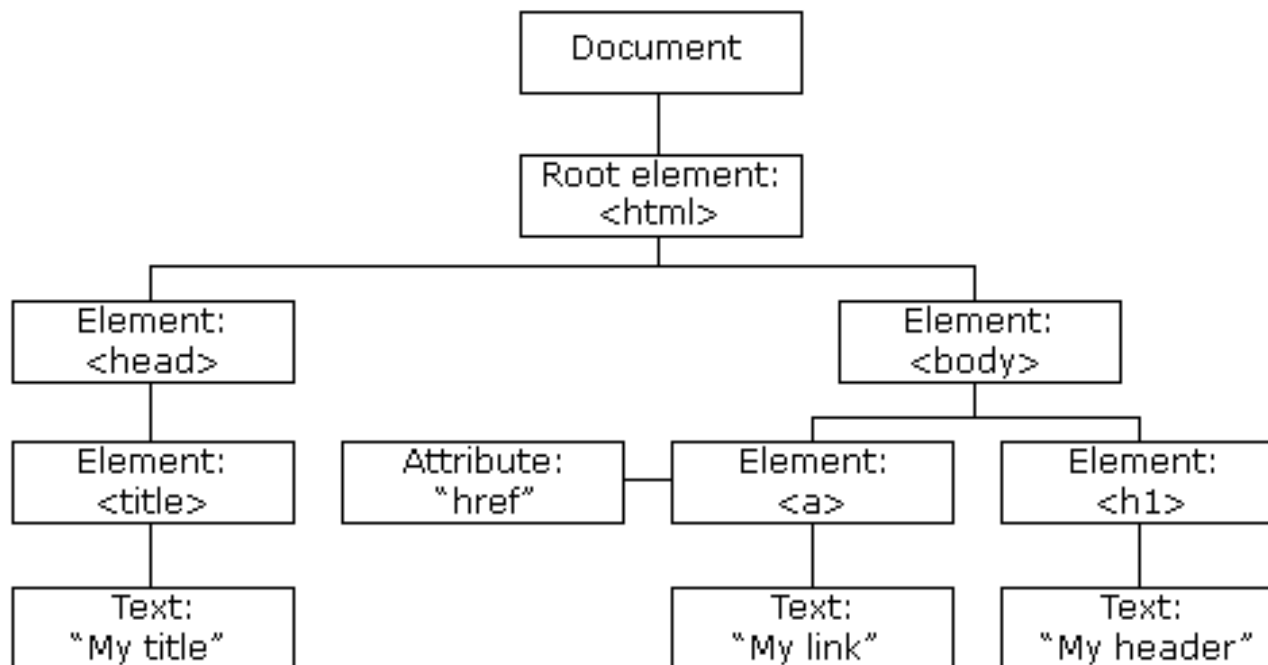 Document
Root element:
<html>
Element:
<head>
Element:
<body>
Element:
<title>
Attribute:
“href”
Element:
<a>
Element:
<h1>
Text:
“My title”
Text:
“My link”
Text:
“My header”